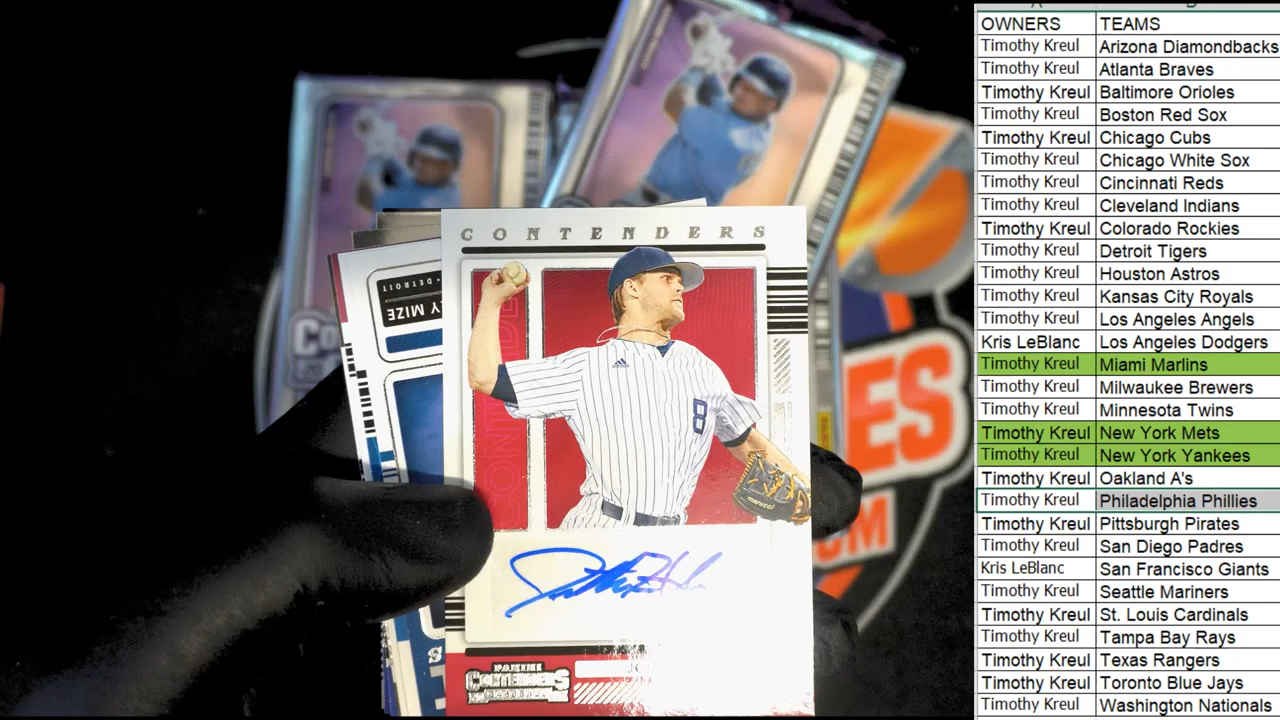 CONTENDERS
DETROIT
Y MIZE
8
marucci
PANINI
CONTENDERS
ES
OM
OWNERS TEAMS
Timothy Kreul Arizona Diamondbacks
Timothy Kreul Atlanta Braves
Timothy Kreul Baltimore Orioles
Timothy Kreul Boston Red Sox
Timothy Kreul Chicago Cubs
Timothy Kreul Chicago White Sox
Timothy Kreul Cincinnati Reds
Timothy Kreul Cleveland Indians
Timothy Kreul Colorado Rockies
Timothy Kreul Detroit Tigers
Timothy Kreul Houston Astros
Timothy Kreul Kansas City Royals
Timothy Kreul Los Angeles Angels
Kris LeBlanc Los Angeles Dodgers
Timothy Kreul Miami Marlins
Timothy Kreul Milwaukee Brewers
Timothy Kreul Minnesota Twins
Timothy Kreul New York Mets
Timothy Kreul New York Yankees
Timothy Kreul Oakland A's
Timothy Kreul Philadelphia Phillies
Timothy Kreul Pittsburgh Pirates
Timothy Kreul San Diego Padres
Kris LeBlanc San Francisco Giants
Timothy Kreul Seattle Mariners
Timothy Kreul St. Louis Cardinals
Timothy Kreul Tampa Bay Rays
Timothy Kreul Texas Rangers
Timothy Kreul Toronto Blue Jays
Timothy Kreul Washington Nationals